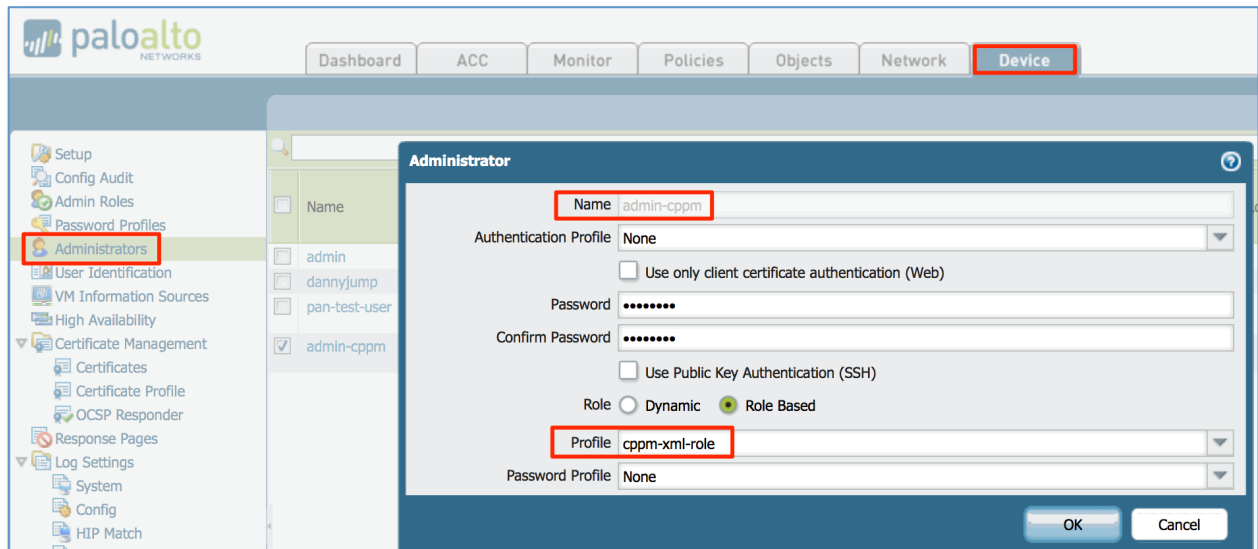 paloalto
NETWORKS
Dashboard
ACC
Monitor
Policies
Objects
Network
Device
Setup
Config Audit
Admin Roles
Password Profiles
Administrators
User Identification
VM Information Sources
High Availability
Certificate Management
Certificates
Certificate Profile
OCSP Responder
Response Pages
Log Settings
System
Config
HIP Match
Name
admin
dannyjump
pan-test-user
admin-cppm
Administrator
Name admin-cppm
Authentication Profile None
Use only client certificate authentication (Web)
Password ••••••••
Confirm Password ••••••••
Use Public Key Authentication (SSH)
Role Dynamic Role Based
Profile cppm-xml-role
Password Profile None
OK Cancel